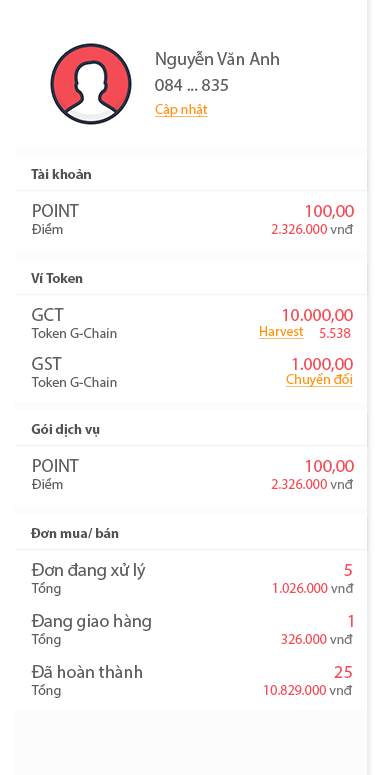 Nguyễn Văn Anh
084 ... 835
Cập nhật
Tài khoản
POINT 100,00
Điểm 2.326.000 vnđ
Ví Token
GCT 10.000,00
Token G-Chain Harvest 5.538
GST 1.000,00
Token G-Chain Chuyển đổi
Gói dịch vụ
POINT 100,00
Điểm 2.326.000 vnđ
Đơn mua/ bán
Đơn đang xử lý 5
Tổng 1.026.000 vnđ
Đang giao hàng 1
Tổng 326.000 vnđ
Đã hoàn thành 25
Tổng 10.829.000 vnđ